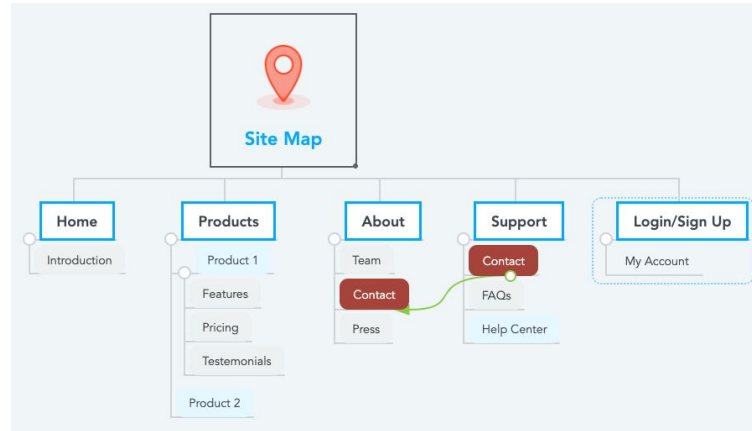 Site Map
Home
Products
About
Support
Login/Sign Up
Introduction
Product 1
Features
Pricing
Testemonials
Product 2
Team
Contact
Press
Contact
FAQs
Help Center
My Account